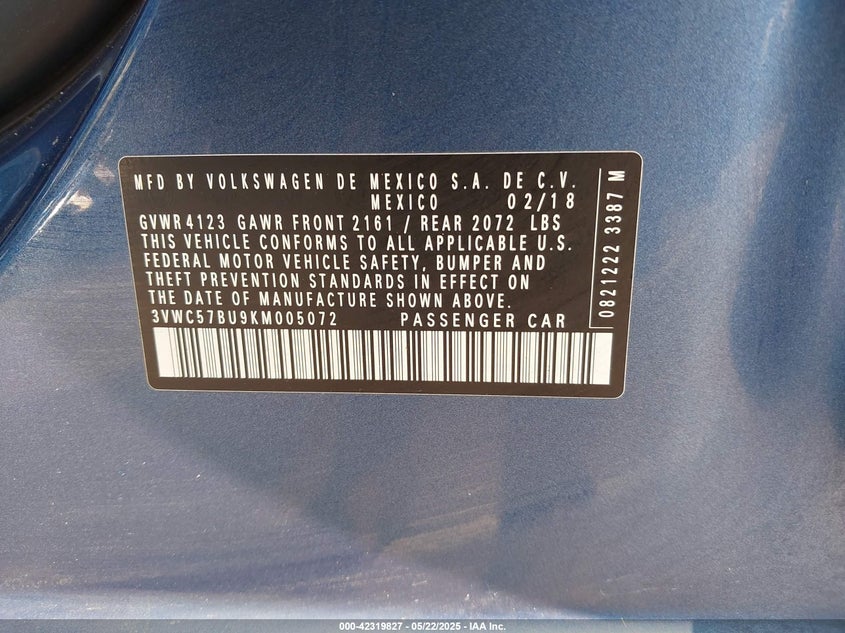 MFD BY VOLKSWAGEN DE MEXICO S.A. DE C.V.
MEXICO 02/18
GVWR 4123 GAWR FRONT 2161 / REAR 2072 LBS
THIS VEHICLE CONFORMS TO ALL APPLICABLE U.S.
FEDERAL MOTOR VEHICLE SAFETY, BUMPER AND
THEFT PREVENTION STANDARDS IN EFFECT ON
THE DATE OF MANUFACTURE SHOWN ABOVE.
3VWC57BU9KM005072 PASSENGER CAR
0821222 3387 M
000-42319827 - 05/22/2025 - IAA Inc.